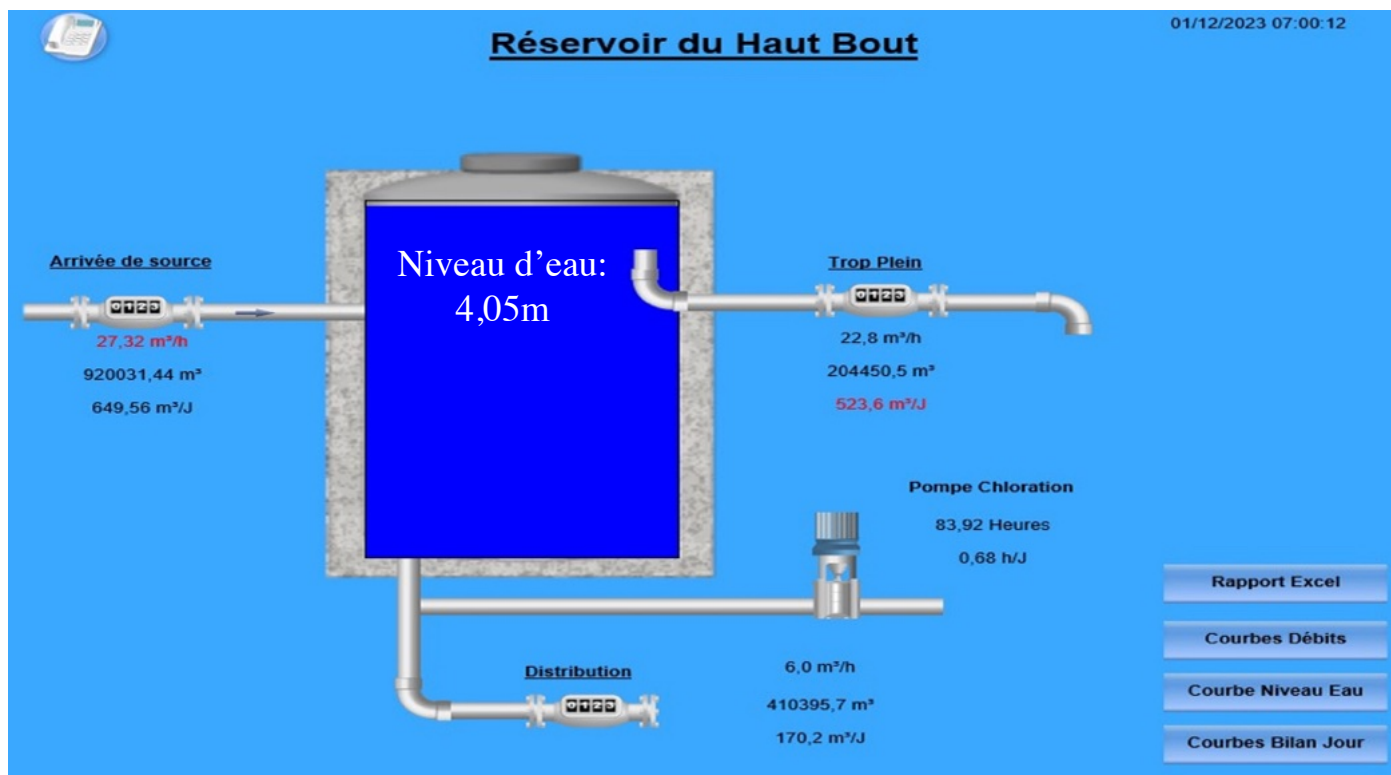 Réservoir du Haut Bout
01/12/2023 07:00:12
Niveau d’eau:
4,05m
Arrivée de source
0123
27,32 m³/h
920031,44 m³
649,56 m³/J
Trop Plein
0123
22,8 m³/h
204450,5 m³
523,6 m³/J
Pompe Chloration
83,92 Heures
0,68 h/J
Distribution
0123
6,0 m³/h
410395,7 m³
170,2 m³/J
Rapport Excel
Courbes Débits
Courbe Niveau Eau
Courbes Bilan Jour